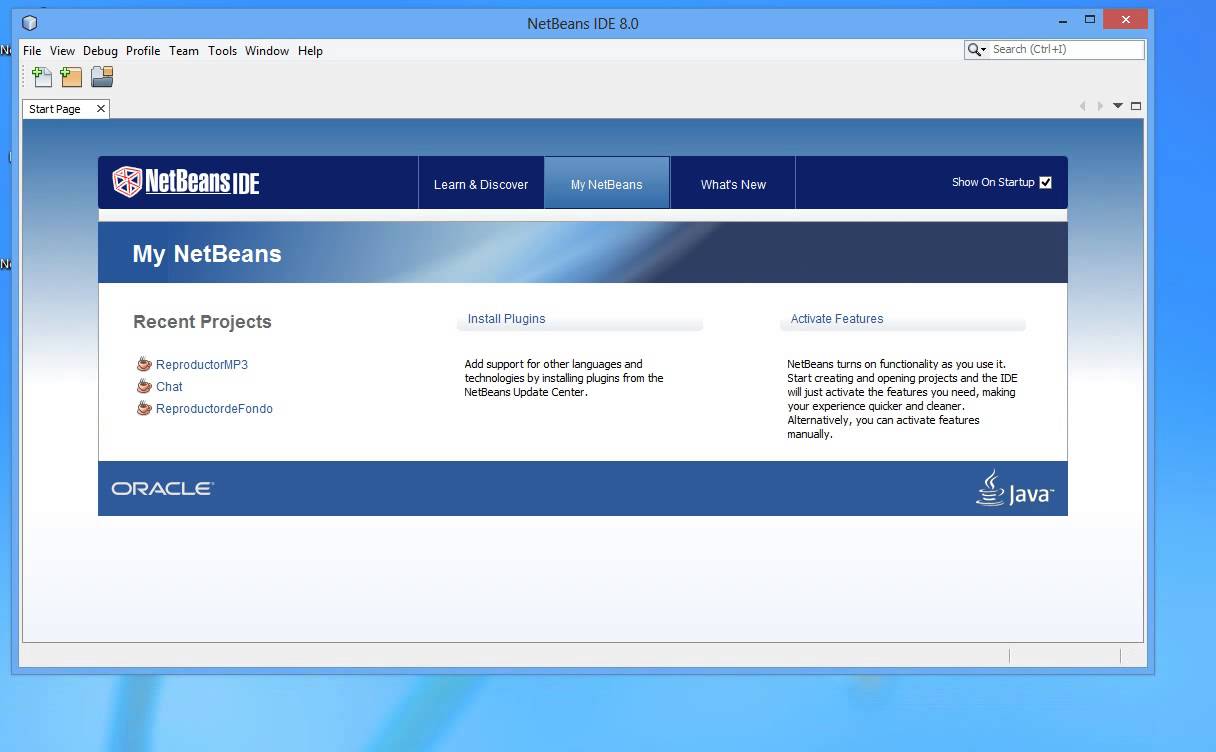 NetBeans IDE 8.0
File View Debug Profile Team Tools Window Help
Search (Ctrl+I)
Start Page
NetBeans IDE
Learn & Discover
My NetBeans
What's New
Show On Startup
My NetBeans
Recent Projects
ReproductorMP3
Chat
ReproductordeFondo
Install Plugins
Add support for other languages and
technologies by installing plugins from the
NetBeans Update Center.
Activate Features
NetBeans turns on functionality as you use it.
Start creating and opening projects and the IDE
will just activate the features you need, making
your experience quicker and cleaner.
Alternatively, you can activate features
manually.
ORACLE
Java